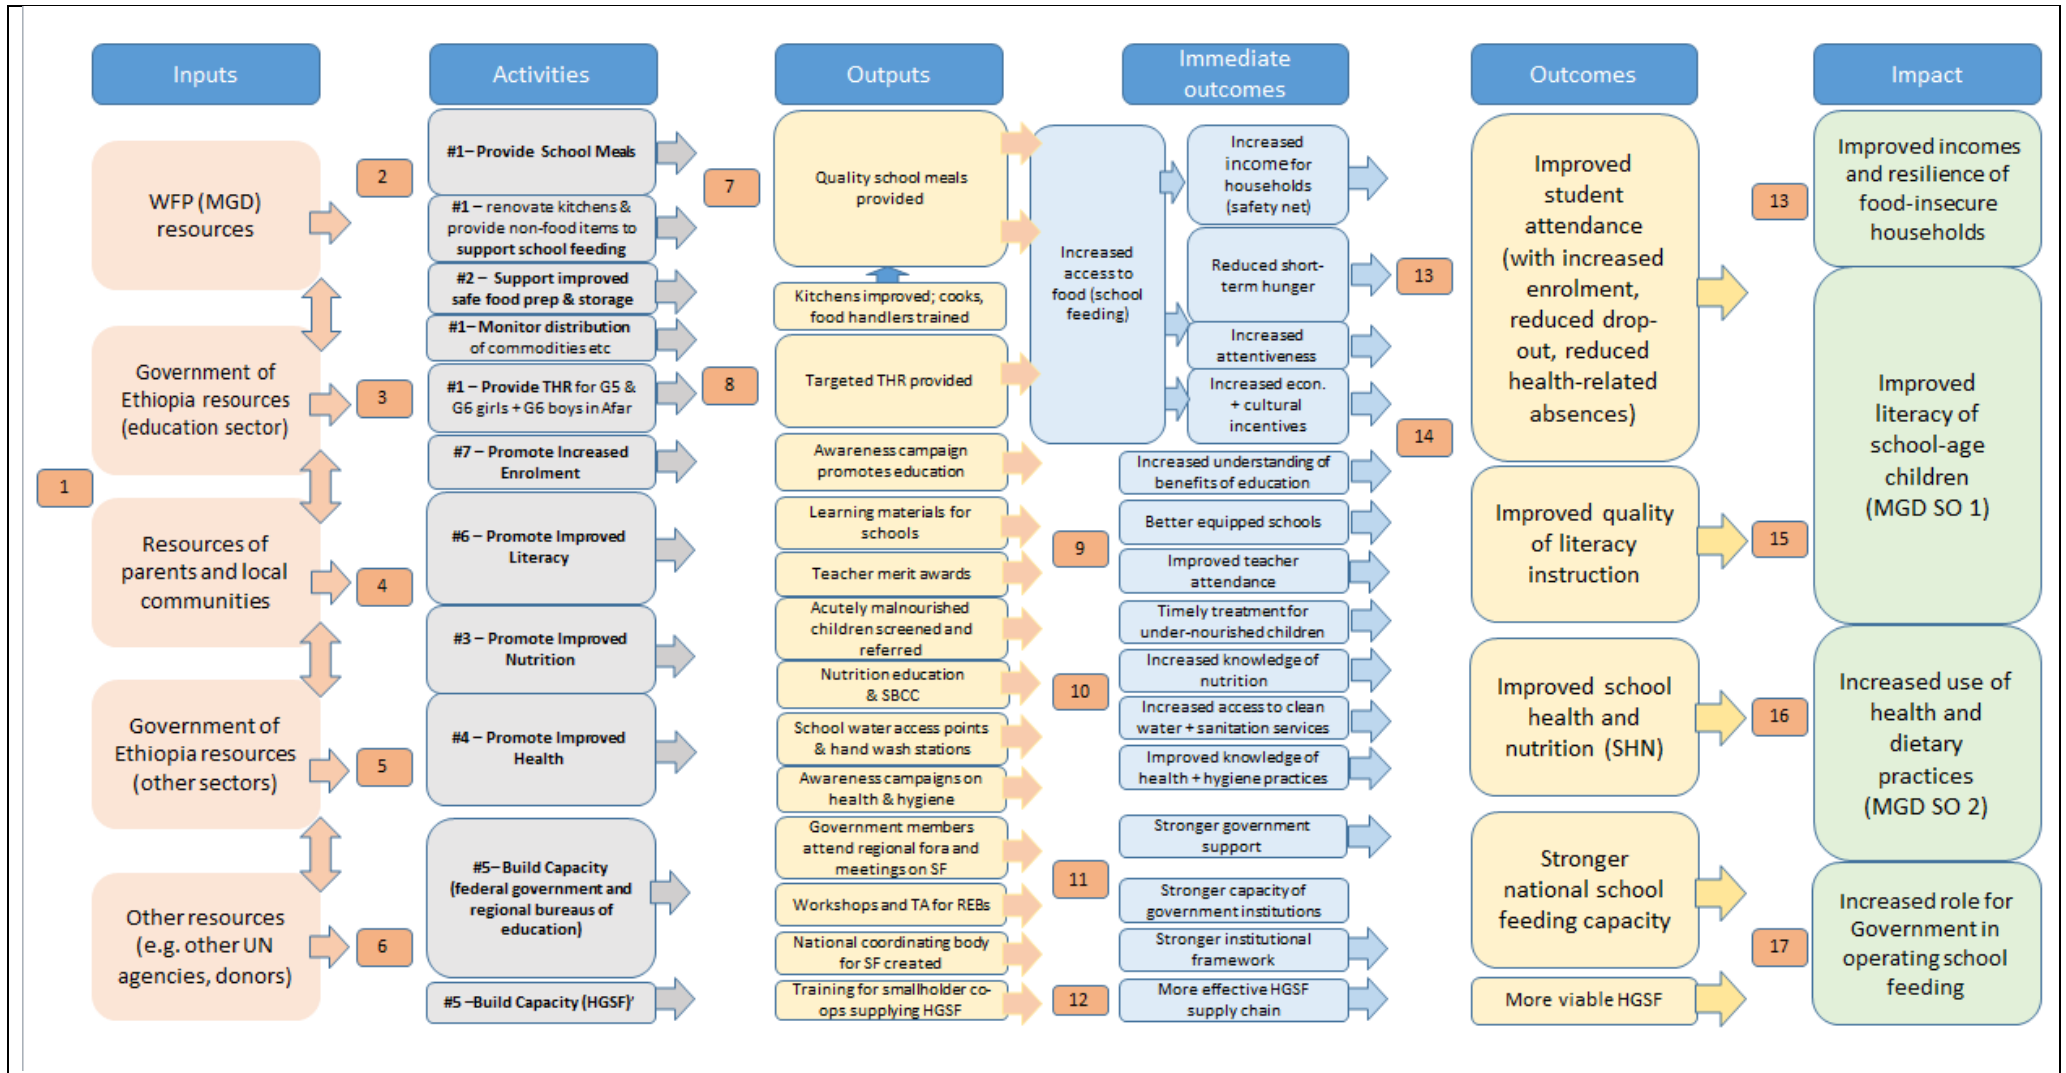 Inputs
Activities
Outputs
Immediate
outcomes
Outcomes
Impact
WFP (MGD)
resources
Government of
Ethiopia resources
(education sector)
1
Resources of
parents and local
communities
Government of
Ethiopia resources
(other sectors)
Other resources
(e.g. other UN
agencies, donors)
2
3
4
5
6
#1– Provide School Meals
#1 – renovate kitchens &
provide non-food items to
support school feeding
#2 – Support improved
safe food prep & storage
#1– Monitor distribution
of commodities etc
#1 – Provide THR for G5 &
G6 girls + G6 boys in Afar
#7 – Promote Increased
Enrolment
#6 – Promote Improved
Literacy
#3 – Promote Improved
Nutrition
#4 – Promote Improved
Health
#5– Build Capacity
(federal government and
regional bureaus of
education)
#5 –Build Capacity (HGSF)’
7
8
Quality school meals
provided
Kitchens improved; cooks,
food handlers trained
Targeted THR provided
Awareness campaign
promotes education
Learning materials for
schools
Teacher merit awards
Acutely malnourished
children screened and
referred
Nutrition education
& SBCC
School water access points
& hand wash stations
Awareness campaigns on
health & hygiene
Government members
attend regional fora and
meetings on SF
Workshops and TA for REBs
National coordinating body
for SF created
Training for smallholder co-
ops supplying HGSF
9
10
11
12
Increased
access to
food (school
feeding)
Increased
income for
households
(safety net)
Reduced short-
term hunger
Increased
attentiveness
Increased econ.
+ cultural
incentives
Increased understanding of
benefits of education
Better equipped schools
Improved teacher
attendance
Timely treatment for
under-nourished children
Increased knowledge of
nutrition
Increased access to clean
water + sanitation services
Improved knowledge of
health + hygiene practices
Stronger government
support
Stronger capacity of
government institutions
Stronger institutional
framework
More effective HGSF
supply chain
13
14
Improved
student
attendance
(with increased
enrolment,
reduced drop-
out, reduced
health-related
absences)
Improved quality
of literacy
instruction
Improved school
health and
nutrition (SHN)
Stronger
national school
feeding capacity
More viable HGSF
13
15
16
17
Improved incomes
and resilience of
food-insecure
households
Improved
literacy of
school-age
children
(MGD SO 1)
Increased use of
health and
dietary
practices
(MGD SO 2)
Increased role for
Government in
operating school
feeding